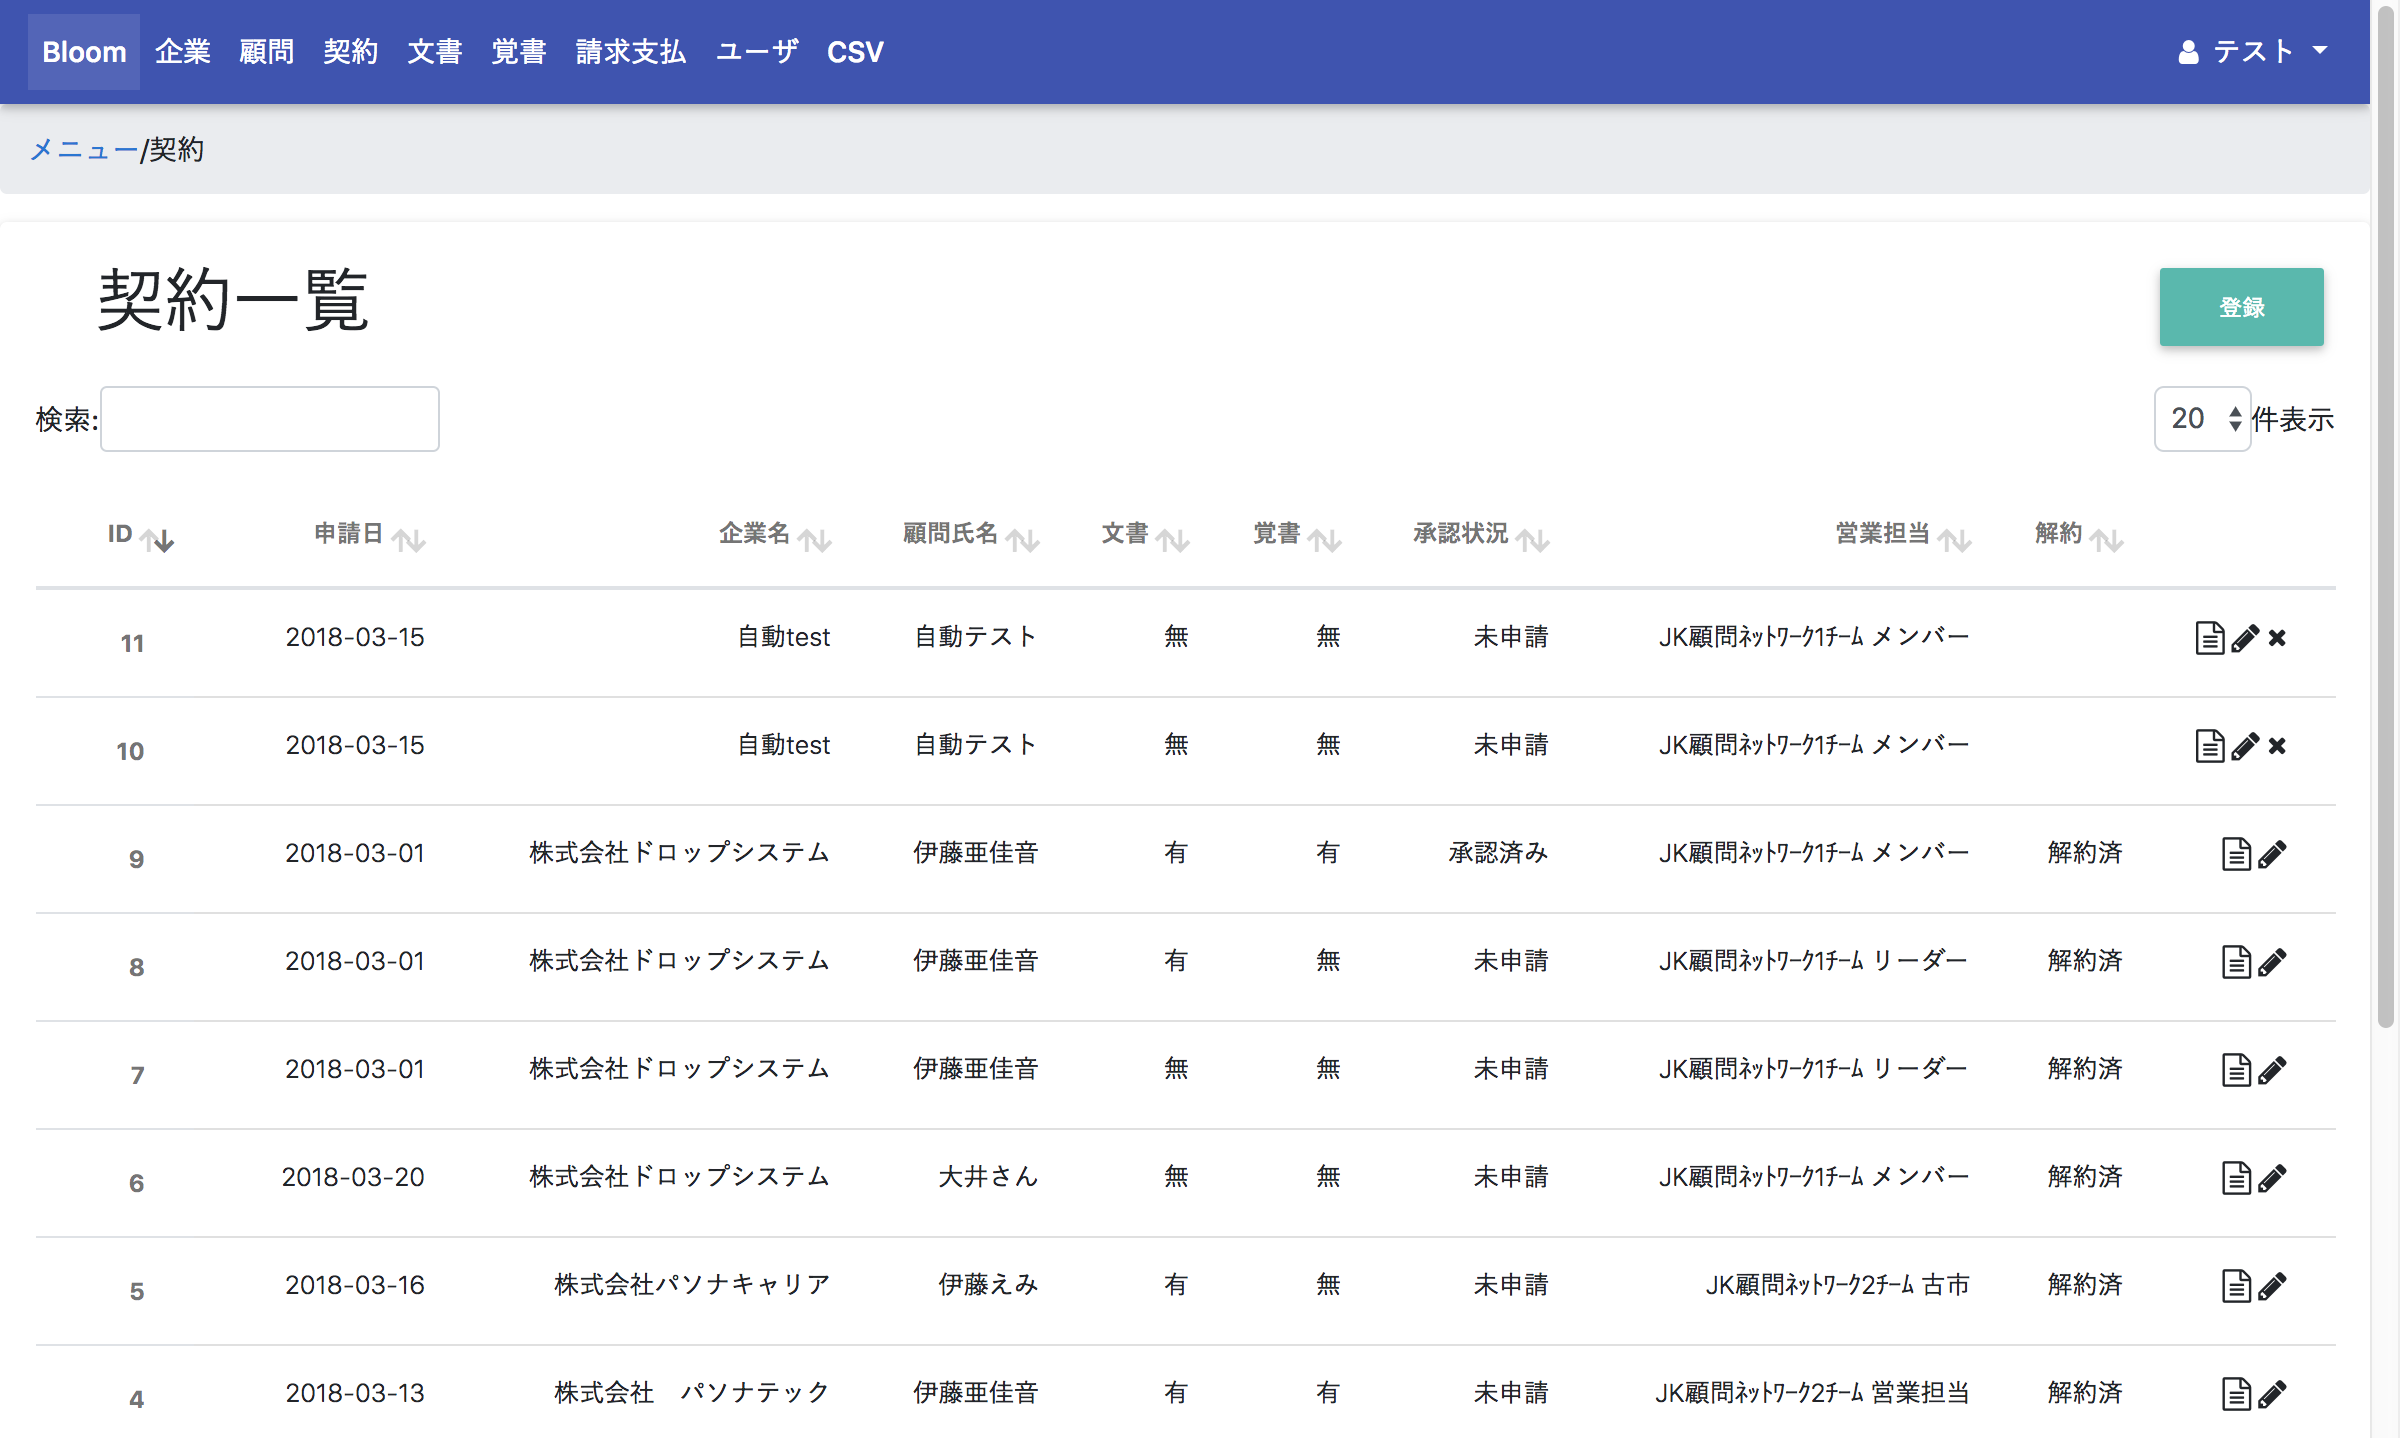 Bloom 企業 顧問 契約 文書 覚書 請求支払 ユーザ CSV テスト
メニュー/契約
契約一覧
登録
検索: 20 件表示
ID 申請日 企業名 顧問氏名 文書 覚書 承認状況 営業担当 解約
11 2018-03-15 自動test 自動テスト 無 無 未申請 JK顧問ﾈｯﾄﾜｰｸ1ﾁｰﾑ メンバー
10 2018-03-15 自動test 自動テスト 無 無 未申請 JK顧問ﾈｯﾄﾜｰｸ1ﾁｰﾑ メンバー
9 2018-03-01 株式会社ドロップシステム 伊藤亜佳音 有 有 承認済み JK顧問ﾈｯﾄﾜｰｸ1ﾁｰﾑ メンバー 解約済
8 2018-03-01 株式会社ドロップシステム 伊藤亜佳音 有 無 未申請 JK顧問ﾈｯﾄﾜｰｸ1ﾁｰﾑ リーダー 解約済
7 2018-03-01 株式会社ドロップシステム 伊藤亜佳音 無 無 未申請 JK顧問ﾈｯﾄﾜｰｸ1ﾁｰﾑ リーダー 解約済
6 2018-03-20 株式会社ドロップシステム 大井さん 無 無 未申請 JK顧問ﾈｯﾄﾜｰｸ1ﾁｰﾑ メンバー 解約済
5 2018-03-16 株式会社パソナキャリア 伊藤えみ 有 無 未申請 JK顧問ﾈｯﾄﾜｰｸ2ﾁｰﾑ 古市 解約済
4 2018-03-13 株式会社　パソナテック 伊藤亜佳音 有 有 未申請 JK顧問ﾈｯﾄﾜｰｸ2ﾁｰﾑ 営業担当 解約済